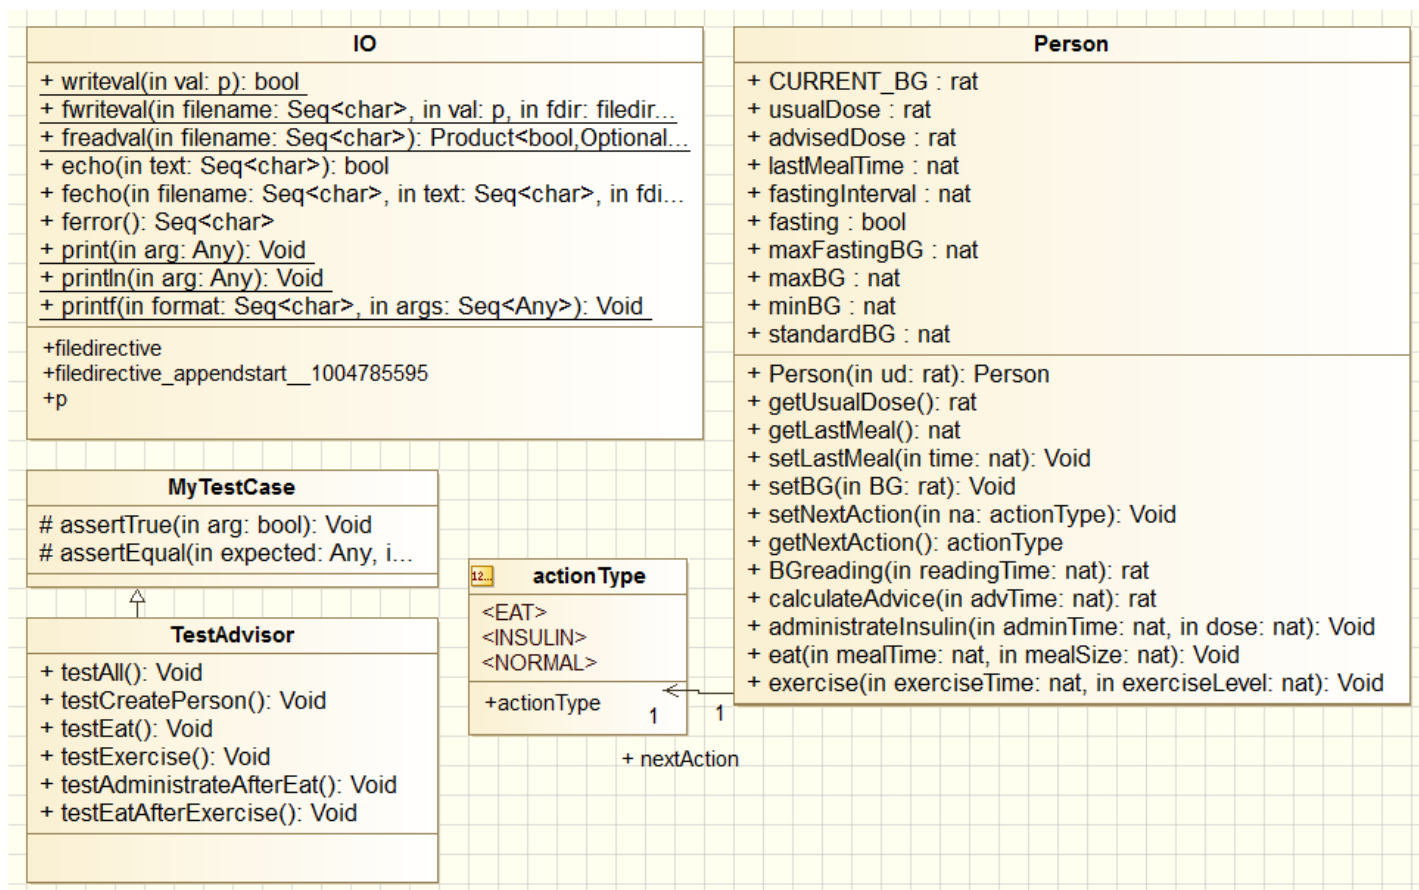 IO
+ writeval(in val: p): bool
+ fwriteval(in filename: Seq<char>, in val: p, in fdir: filedir...
+ freadval(in filename: Seq<char>): Product<bool,Optional...
+ echo(in text: Seq<char>): bool
+ fecho(in filename: Seq<char>, in text: Seq<char>, in fdi...
+ ferror(): Seq<char>
+ print(in arg: Any): Void
+ println(in arg: Any): Void
+ printf(in format: Seq<char>, in args: Seq<Any>): Void
+filedirective
+filedirective_appendstart__1004785595
+p
Person
+ CURRENT_BG : rat
+ usualDose : rat
+ advisedDose : rat
+ lastMealTime : nat
+ fastingInterval : nat
+ fasting : bool
+ maxFastingBG : nat
+ maxBG : nat
+ minBG : nat
+ standardBG : nat
+ Person(in ud: rat): Person
+ getUsualDose(): rat
+ getLastMeal(): nat
+ setLastMeal(in time: nat): Void
+ setBG(in BG: rat): Void
+ setNextAction(in na: actionType): Void
+ getNextAction(): actionType
+ BGreading(in readingTime: nat): rat
+ calculateAdvice(in advTime: nat): rat
+ administrateInsulin(in adminTime: nat, in dose: nat): Void
+ eat(in mealTime: nat, in mealSize: nat): Void
+ exercise(in exerciseTime: nat, in exerciseLevel: nat): Void
MyTestCase
# assertTrue(in arg: bool): Void
# assertEqual(in expected: Any, i...
TestAdvisor
+ testAll(): Void
+ testCreatePerson(): Void
+ testEat(): Void
+ testExercise(): Void
+ testAdministrateAfterEat(): Void
+ testEatAfterExercise(): Void
12... actionType
<EAT>
<INSULIN>
<NORMAL>
+actionType
1 1
+ nextAction